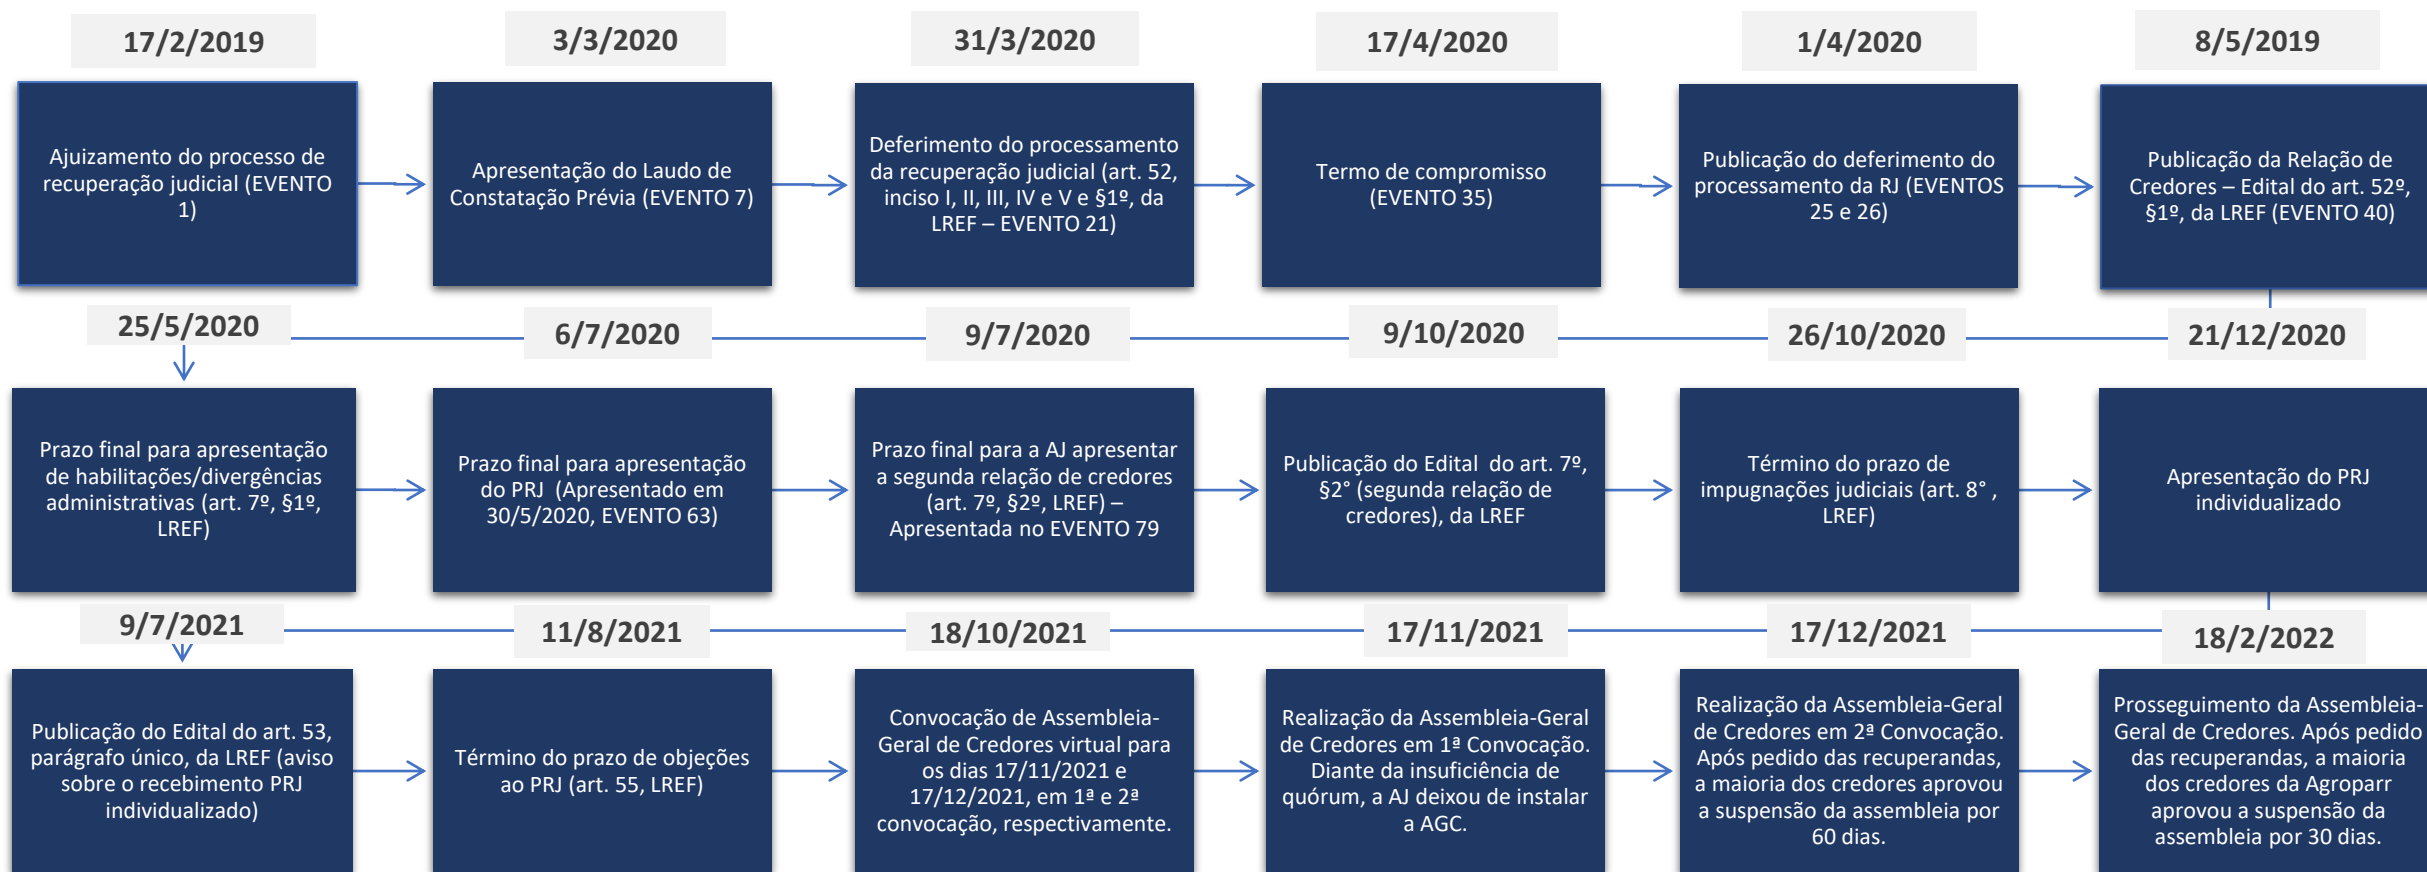 17/2/2019
Ajuizamento do processo de
recuperação judicial (EVENTO
1)
3/3/2020
Apresentação do Laudo de
Constatação Prévia (EVENTO 7)
31/3/2020
Deferimento do processamento
da recuperação judicial (art. 52,
inciso I, II, III, IV e V e §1º, da
LREF – EVENTO 21)
17/4/2020
Termo de compromisso
(EVENTO 35)
1/4/2020
Publicação do deferimento do
processamento da RJ (EVENTOS
25 e 26)
8/5/2019
Publicação da Relação de
Credores – Edital do art. 52º,
§1º, da LREF (EVENTO 40)
25/5/2020
Prazo final para apresentação
de habilitações/divergências
administrativas (art. 7º, §1º,
LREF)
6/7/2020
Prazo final para apresentação
do PRJ (Apresentado em
30/5/2020, EVENTO 63)
9/7/2020
Prazo final para a AJ apresentar
a segunda relação de credores
(art. 7º, §2º, LREF) –
Apresentada no EVENTO 79
9/10/2020
Publicação do Edital do art. 7º,
§2° (segunda relação de
credores), da LREF
26/10/2020
Término do prazo de
impugnações judiciais (art. 8° ,
LREF)
21/12/2020
Apresentação do PRJ
individualizado
9/7/2021
Publicação do Edital do art. 53,
parágrafo único, da LREF (aviso
sobre o recebimento PRJ
individualizado)
11/8/2021
Término do prazo de objeções
ao PRJ (art. 55, LREF)
18/10/2021
Convocação de Assembleia-
Geral de Credores virtual para
os dias 17/11/2021 e
17/12/2021, em 1ª e 2ª
convocação, respectivamente.
17/11/2021
Realização da Assembleia-Geral
de Credores em 1ª Convocação.
Diante da insuficiência de
quórum, a AJ deixou de instalar
a AGC.
17/12/2021
Realização da Assembleia-Geral
de Credores em 2ª Convocação.
Após pedido das recuperandas,
a maioria dos credores aprovou
a suspensão da assembleia por
60 dias.
18/2/2022
Prosseguimento da Assembleia-
Geral de Credores. Após pedido
das recuperandas, a maioria
dos credores da Agroparr
aprovou a suspensão da
assembleia por 30 dias.